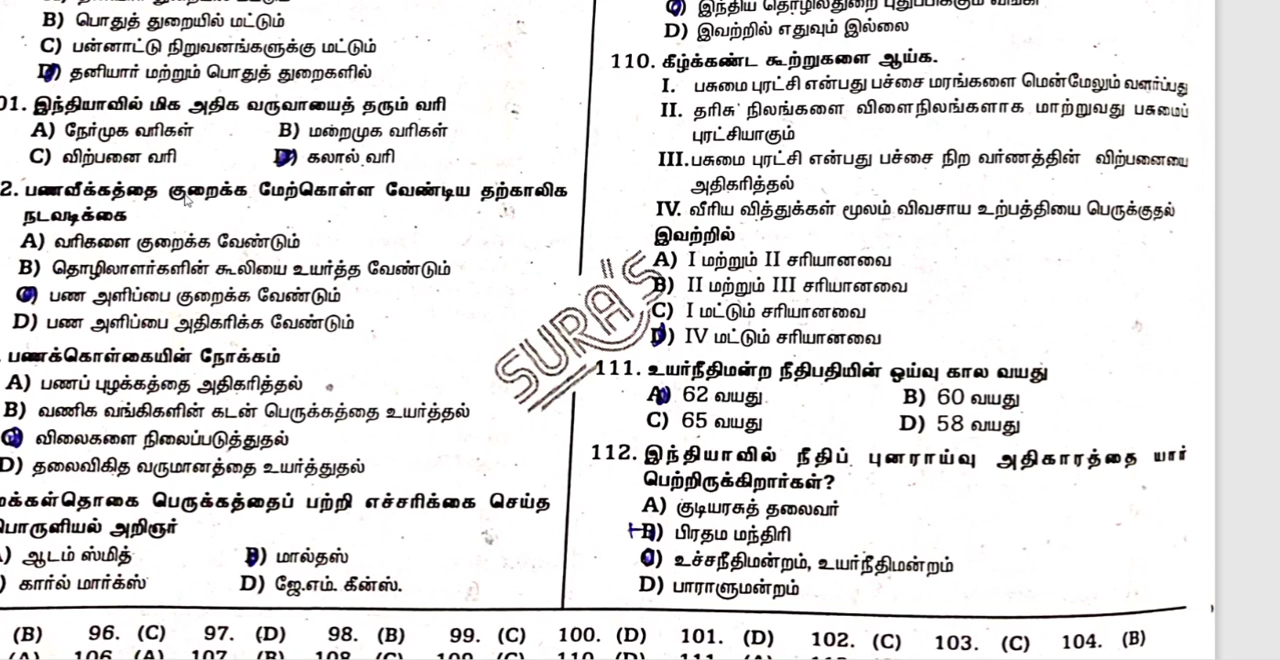 B) பொதுத் துறையில் மட்டும்
C) பன்னாட்டு நிறுவனங்களுக்கு மட்டும்
D) தனியார் மற்றும் பொதுத் துறைகளில்
01. இந்தியாவில் மிக அதிக வருவாயைத் தரும் வரி
A) நேர்முக வரிகள் B) மறைமுக வரிகள்
C) விற்பனை வரி D) கலால் வரி
2. பணவீக்கத்தை குறைக்க மேற்கொள்ள வேண்டிய தற்காலிக
நடவடிக்கை
A) வரிகளை குறைக்க வேண்டும்
B) தொழிலாளர்களின் கூலியை உயர்த்த வேண்டும்
C) பண அளிப்பை குறைக்க வேண்டும்
D) பண அளிப்பை அதிகரிக்க வேண்டும்
. பணக்கொள்கையின் நோக்கம்
A) பணப் புழக்கத்தை அதிகரித்தல்
B) வணிக வங்கிகளின் கடன் பெருக்கத்தை உயர்த்தல்
C) விலைகளை நிலைப்படுத்துதல்
D) தலைவிகித வருமானத்தை உயர்த்துதல்
மக்கள்தொகை பெருக்கத்தைப் பற்றி எச்சரிக்கை செய்த
பொருளியல் அறிஞர்
) ஆடம் ஸ்மித் B) மால்தஸ்
) கார்ல் மார்க்ஸ் D) ஜே.எம். கீன்ஸ்.
C) இந்திய தொழில்துறை புதுப்பிக்கும் வங்கி
D) இவற்றில் எதுவும் இல்லை
110. கீழ்க்கண்ட கூற்றுகளை ஆய்க.
I. பசுமை புரட்சி என்பது பச்சை மரங்களை மென்மேலும் வளர்ப்பது
II. தரிசு நிலங்களை விளைநிலங்களாக மாற்றுவது பசுமைப்
புரட்சியாகும்
III. பசுமை புரட்சி என்பது பச்சை நிற வர்ணத்தின் விற்பனையை
அதிகரித்தல்
IV. வீரிய வித்துக்கள் மூலம் விவசாய உற்பத்தியை பெருக்குதல்
இவற்றில்
A) I மற்றும் II சரியானவை
B) II மற்றும் III சரியானவை
C) I மட்டும் சரியானவை
D) IV மட்டும் சரியானவை
111. உயர்நீதிமன்ற நீதிபதியின் ஓய்வு கால வயது
A) 62 வயது B) 60 வயது
C) 65 வயது D) 58 வயது
112. இந்தியாவில் நீதிப் புனராய்வு அதிகாரத்தை யார்
பெற்றிருக்கிறார்கள்?
A) குடியரசுத் தலைவர்
B) பிரதம மந்திரி
C) உச்சநீதிமன்றம், உயர்நீதிமன்றம்
D) பாராளுமன்றம்
SURA'S
(B) 96. (C) 97. (D) 98. (B) 99. (C) 100. (D) 101. (D) 102. (C) 103. (C) 104. (B)
(A) 106. (A) 107. (B) 108. (C) 109. (C) 110. (D) 111. (A)